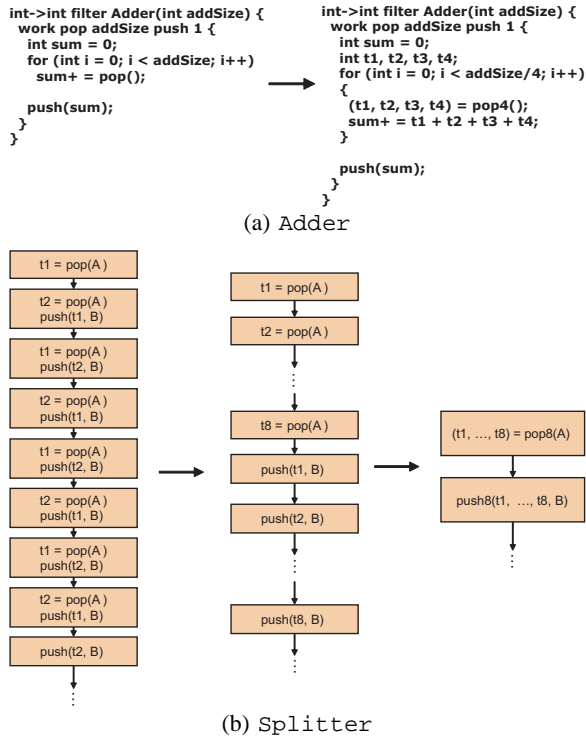 int->int filter Adder(int addSize) {
work pop addSize push 1 {
int sum = 0;
for (int i = 0; i < addSize; i++)
sum+ = pop();
push(sum);
}
}
int->int filter Adder(int addSize) {
work pop addSize push 1 {
int sum = 0;
int t1, t2, t3, t4;
for (int i = 0; i < addSize/4; i++)
{
(t1, t2, t3, t4) = pop4();
sum+ = t1 + t2 + t3 + t4;
}
push(sum);
}
}
(a) Adder
t1 = pop(A )
t2 = pop(A )
push(t1, B)
t1 = pop(A )
push(t2, B)
t2 = pop(A )
push(t1, B)
t1 = pop(A )
push(t2, B)
t2 = pop(A )
push(t1, B)
t1 = pop(A )
push(t2, B)
t2 = pop(A )
push(t1, B)
push(t2, B)
⋮
t1 = pop(A )
t2 = pop(A )
⋮
t8 = pop(A )
push(t1, B)
push(t2, B)
⋮
push(t8, B)
⋮
(t1, …, t8) = pop8(A)
push8(t1, …, t8, B)
⋮
(b) Splitter